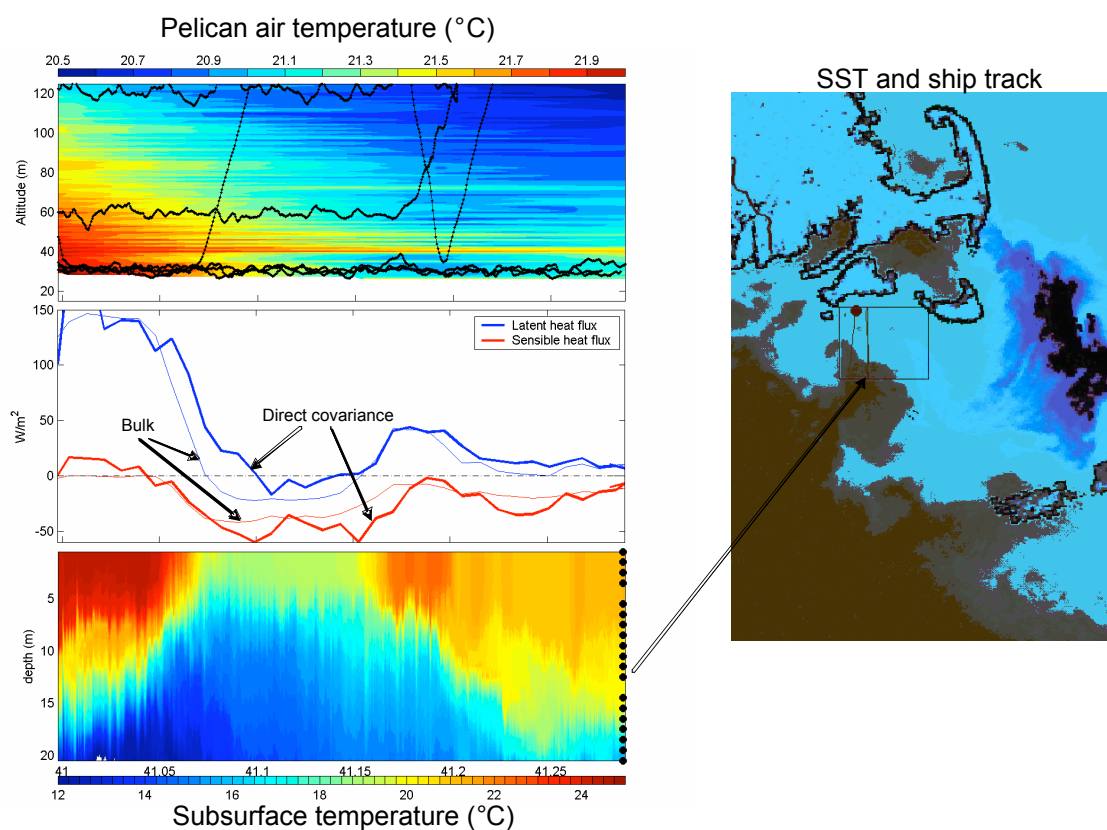 Pelican air temperature (°C)
20.5 20.7 20.9 21.1 21.3 21.5 21.7 21.9
SST and ship track
120
100
80
60
40
20
Altitude (m)
150
100
50
0
-50
W/m²
Latent heat flux
Sensible heat flux
Bulk
Direct covariance
5
10
15
20
depth (m)
41 41.05 41.1 41.15 41.2 41.25
12 14 16 18 20 22 24
Subsurface temperature (°C)